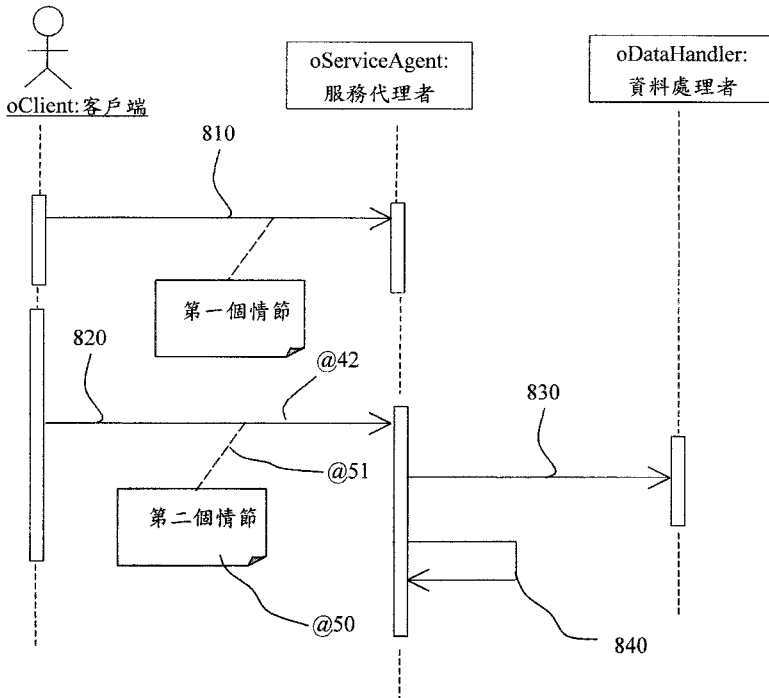 oClient:客戶端
oServiceAgent:
服務代理者
oDataHandler:
資料處理者
810
第一個情節
820
@42
830
@51
第二個情節
@50
840